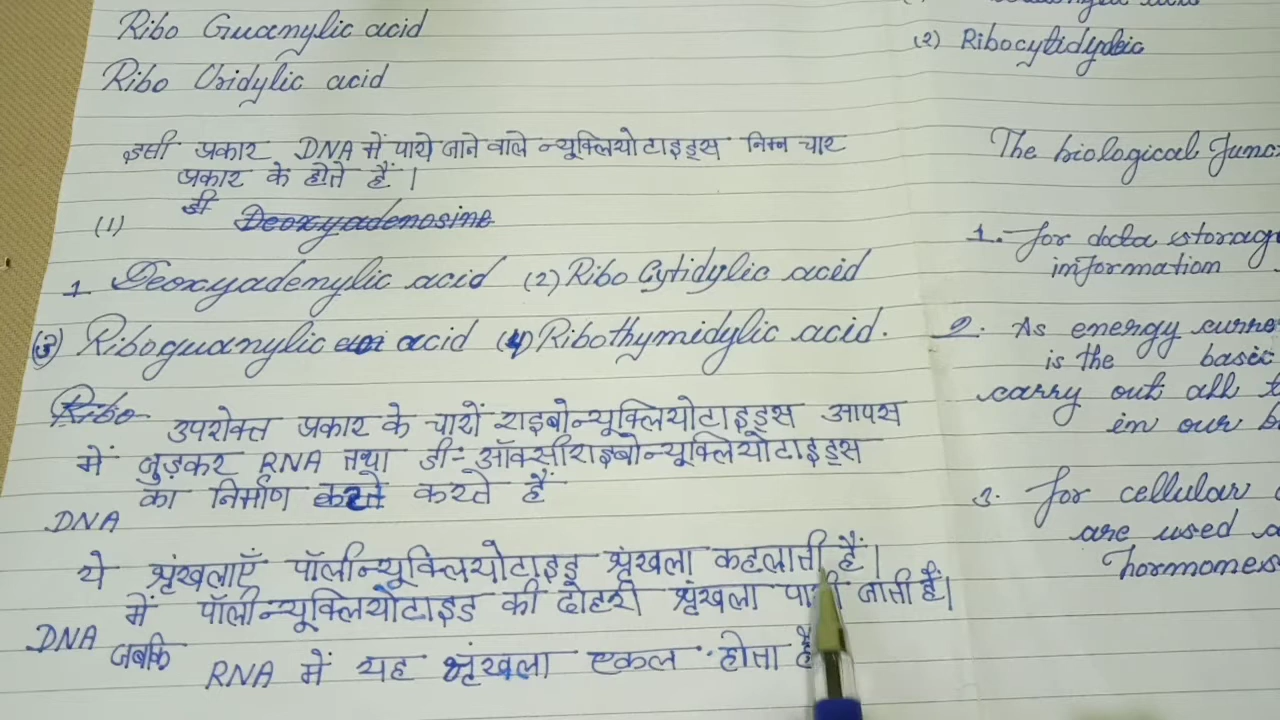 Ribo Guanylic acid
Ribo Uridylic acid
इसी प्रकार DNA में पाये जाने वाले न्यूक्लियोटाइड्स निम्न चार
प्रकार के होते हैं।
डी
(1) Deoxyadenosine
1 Deoxyadenylic acid (2) Ribo Cytidylic acid
(3) Riboguanylic acid (4) Ribothymidylic acid.
Ribo उपरोक्त प्रकार के चारों राइबोन्यूक्लियोटाइड्स आपस
में जुड़कर RNA तथा डी-ऑक्सीराइबोन्यूक्लियोटाइड्स
का निर्माण करते करते हैं
DNA
ये श्रृंखलाएँ पॉलीन्यूक्लियोटाइड श्रृंखला कहलाती हैं।
में पॉलीन्यूक्लियोटाइड की दोहरी श्रृंखला जाती हैं।
DNA जबकि
RNA में यह श्रृंखला एकल होता है
(2) Ribocytidylic
The biological
1. For data storag
information
2. As energy curre
is the basic
carry out all t
in our b
3. For cellular
are used a
hormones